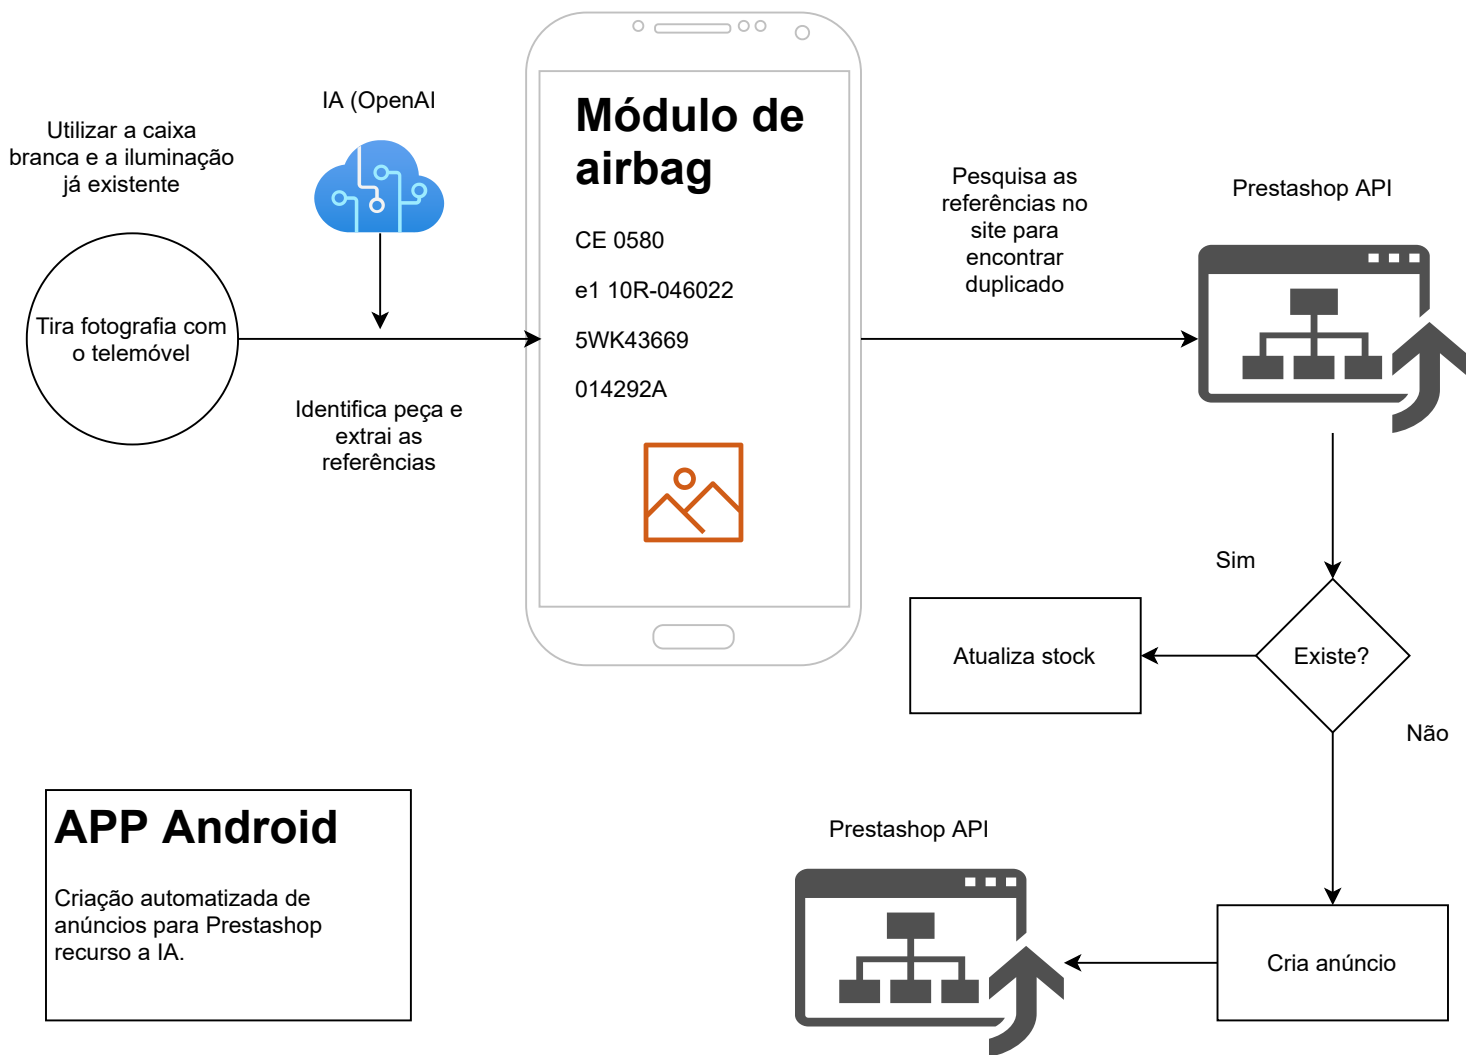 Utilizar a caixa
branca e a iluminação
já existente
IA (OpenAI
Tira fotografia com
o telemóvel
Identifica peça e
extrai as
referências
Módulo de
airbag
CE 0580
e1 10R-046022
5WK43669
014292A
Pesquisa as
referências no
site para
encontrar
duplicado
Prestashop API
Sim
Existe?
Atualiza stock
Não
Cria anúncio
Prestashop API
APP Android
Criação automatizada de
anúncios para Prestashop
recurso a IA.